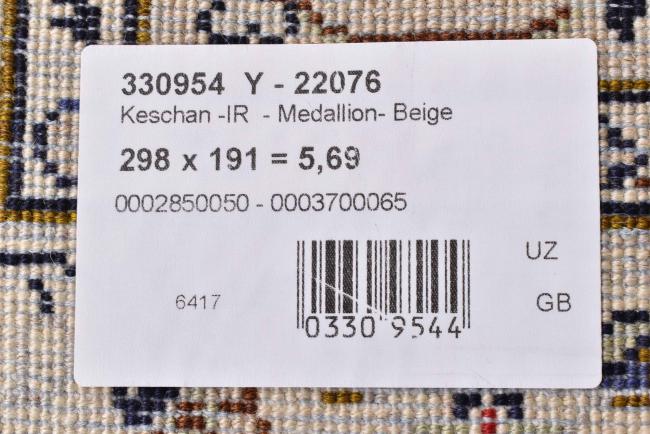 330954 Y - 22076
Keschan -IR - Medallion- Beige
298 x 191 = 5,69
0002850050 - 0003700065
UZ
6417
GB
0330 9544